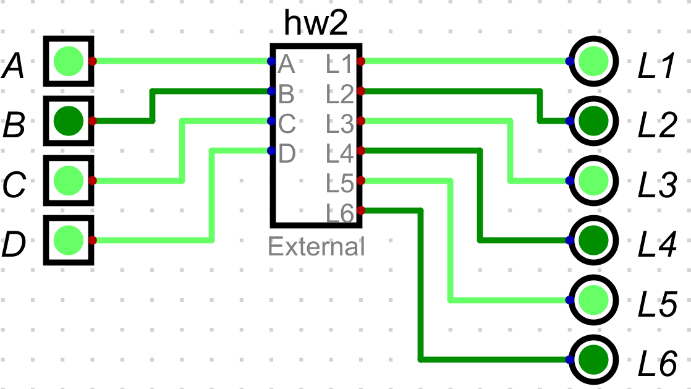 hw2
A A L1 L1
B B L2 L2
C C L3 L3
D D L4 L4
L5 L5
L6 L6
External